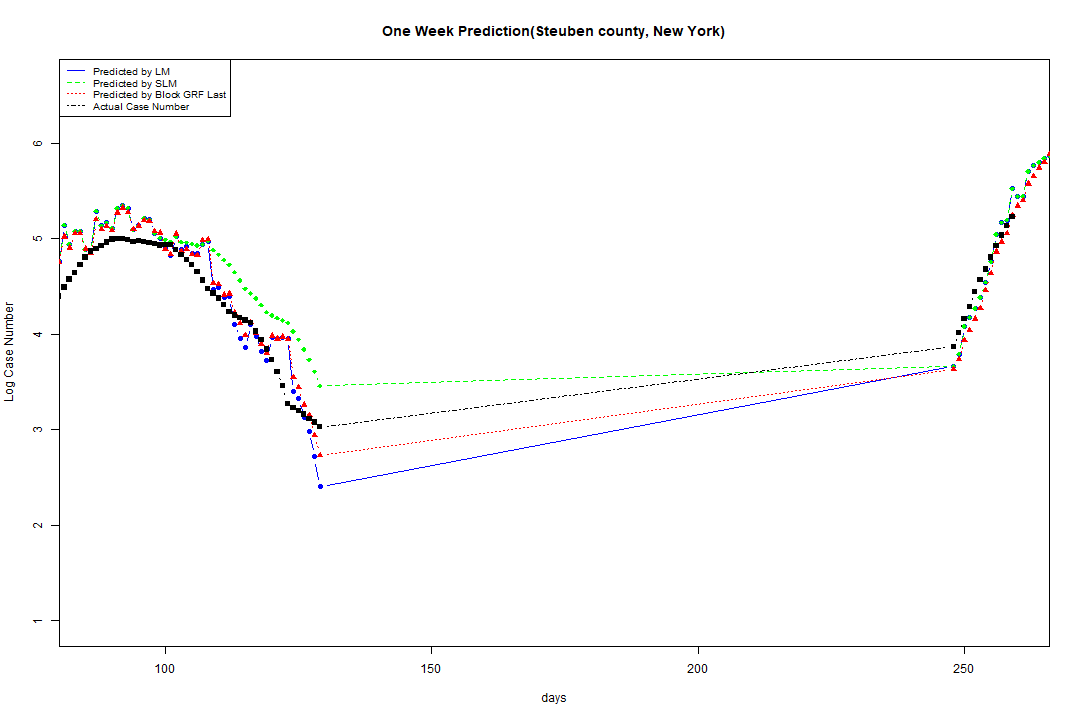 One Week Prediction(Steuben county, New York)
Predicted by LM
Predicted by SLM
Predicted by Block GRF Last
Actual Case Number
6
5
4
3
2
1
Log Case Number
100 150 200 250
days